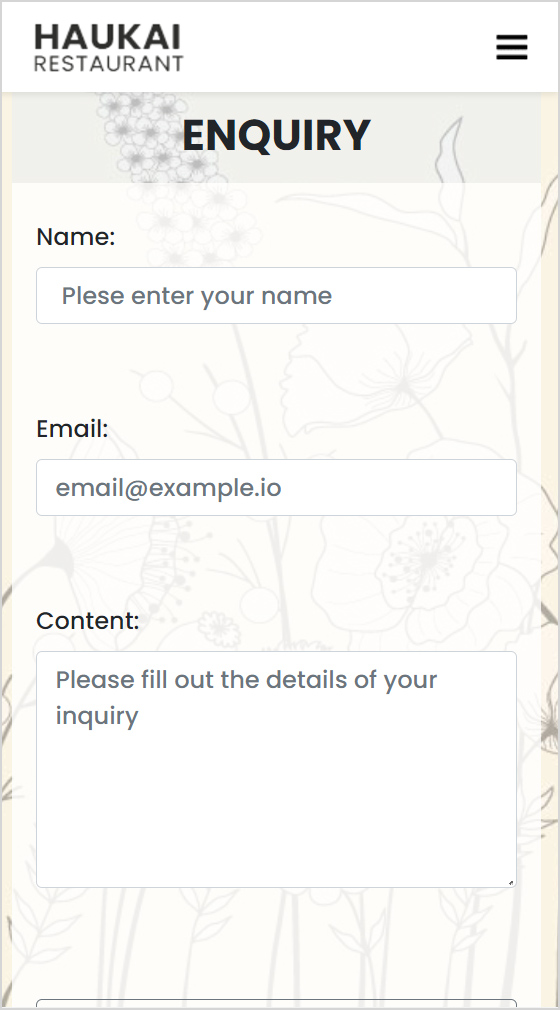 HAUKAI
RESTAURANT
ENQUIRY
Name:
Plese enter your name
Email:
email@example.io
Content:
Please fill out the details of your
inquiry